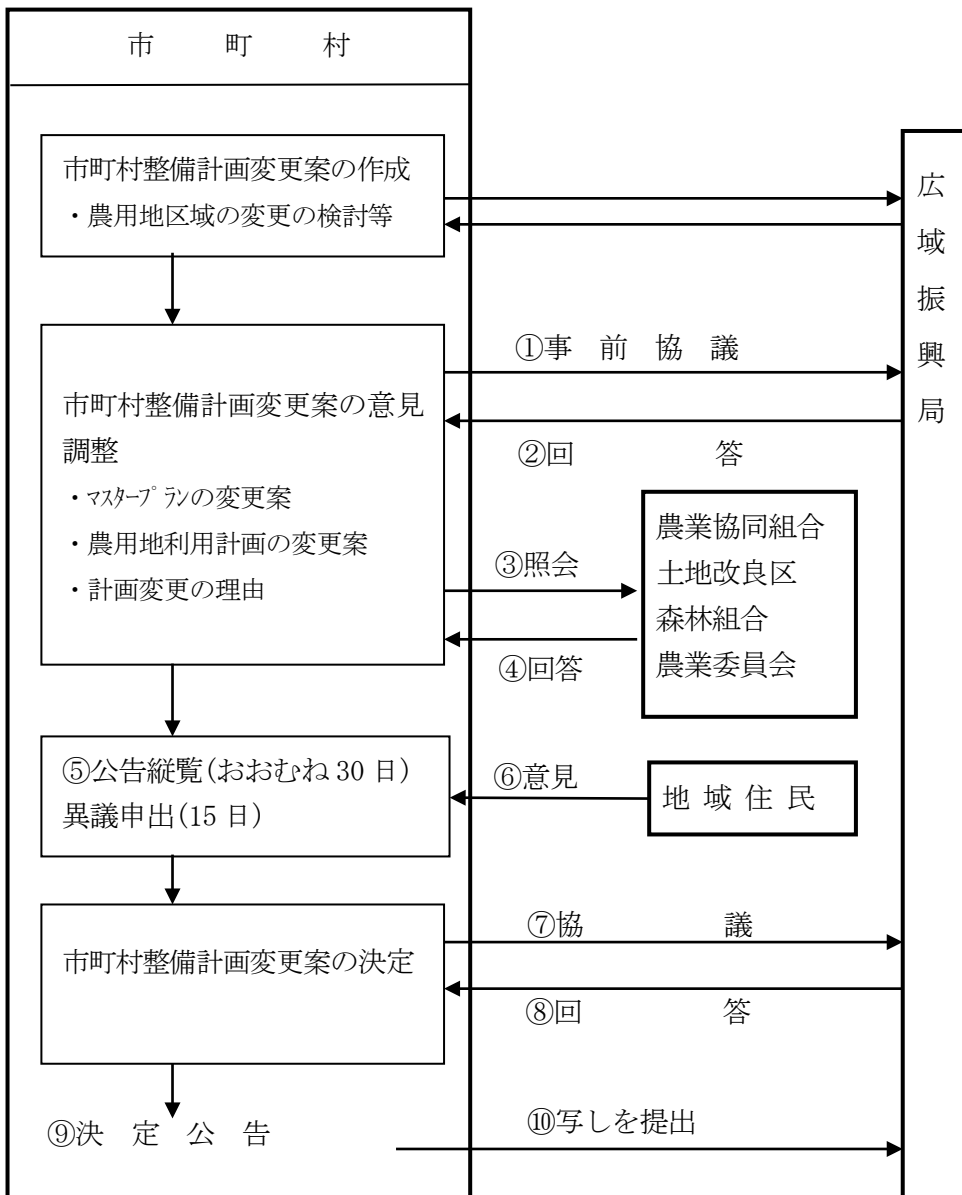 市 町 村
市町村整備計画変更案の作成
・農用地区域の変更の検討等
広域振興局
①事 前 協 議
市町村整備計画変更案の意見
調整
・ﾏｽﾀｰﾌﾟﾗﾝの変更案
・農用地利用計画の変更案
・計画変更の理由
②回 答
農業協同組合
土地改良区
森林組合
農業委員会
③照会
④回答
⑤公告縦覧(おおむね 30 日)
異議申出(15 日)
⑥意見
地 域 住 民
⑦協 議
市町村整備計画変更案の決定
⑧回 答
⑨決 定 公 告
⑩写しを提出